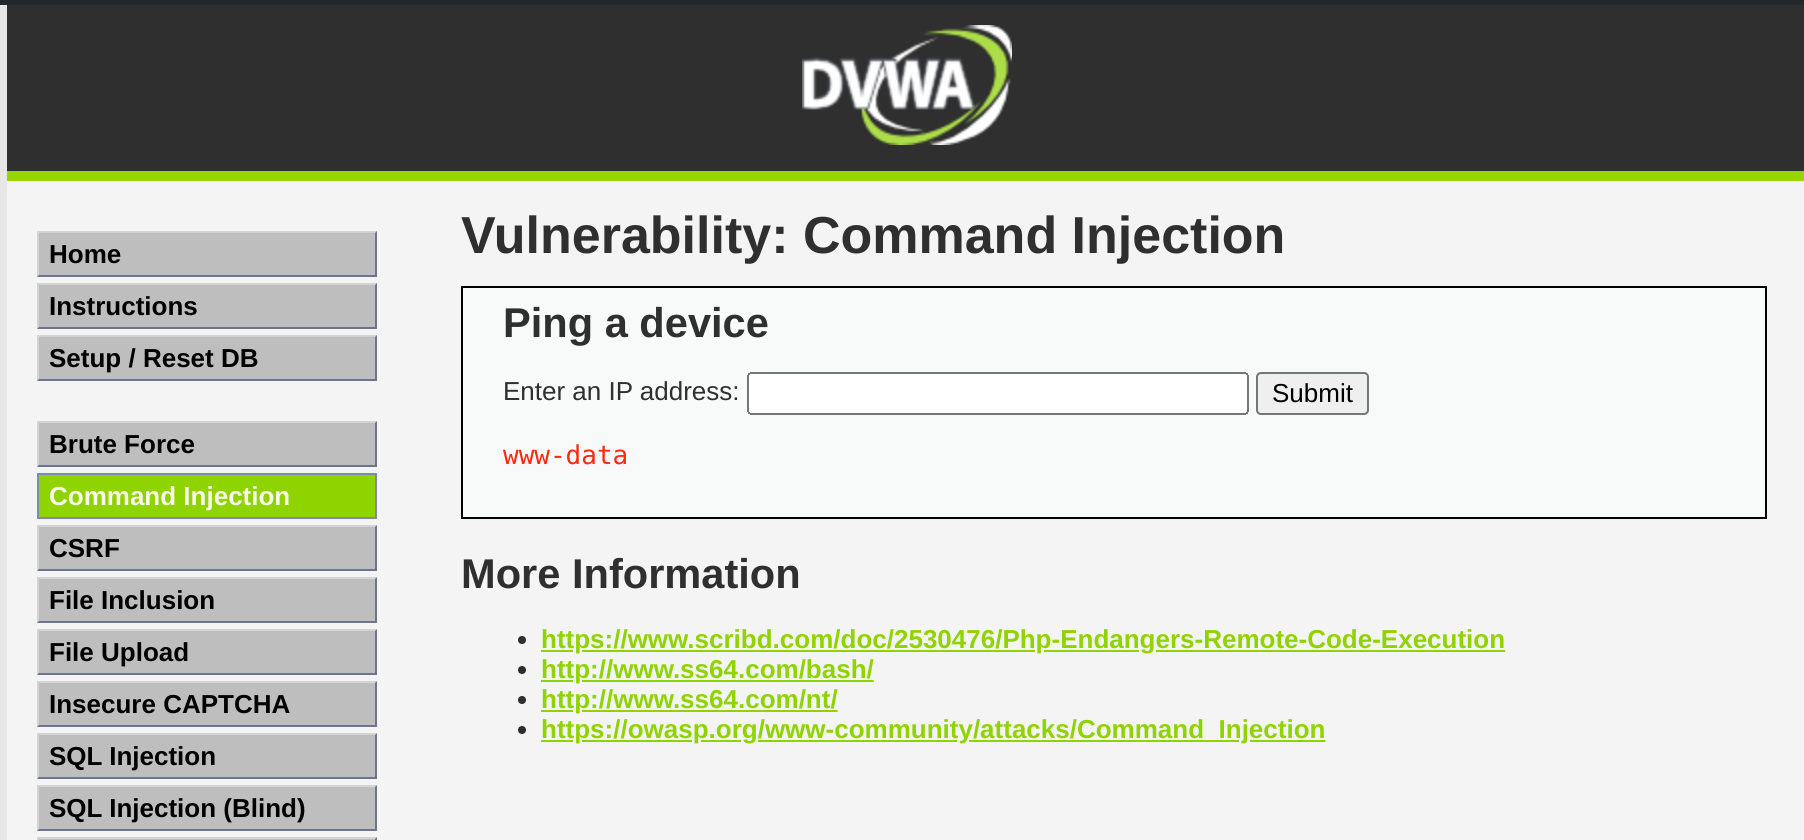 DVWA
Home
Instructions
Setup / Reset DB
Brute Force
Command Injection
CSRF
File Inclusion
File Upload
Insecure CAPTCHA
SQL Injection
SQL Injection (Blind)
Vulnerability: Command Injection
Ping a device
Enter an IP address: Submit
www-data
More Information
https://www.scribd.com/doc/2530476/Php-Endangers-Remote-Code-Execution
http://www.ss64.com/bash/
http://www.ss64.com/nt/
https://owasp.org/www-community/attacks/Command_Injection